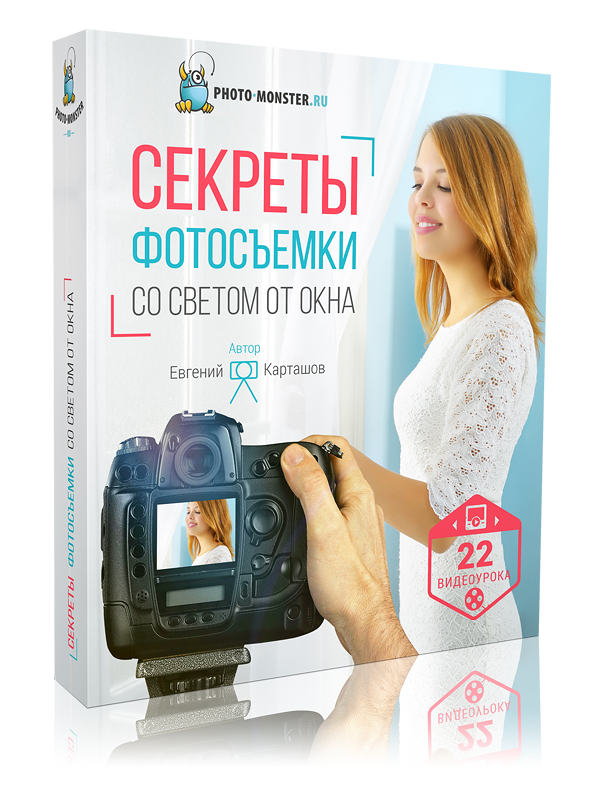 PHOTO·MONSTER.RU
СЕКРЕТЫ
ФОТОСЪЕМКИ
СО СВЕТОМ ОТ ОКНА
Автор
Евгений Карташов
22
ВИДЕОУРОКА
PHOTO·MONSTER
СЕКРЕТЫ ФОТОСЪЕМКИ СО СВЕТОМ ОТ ОКНА